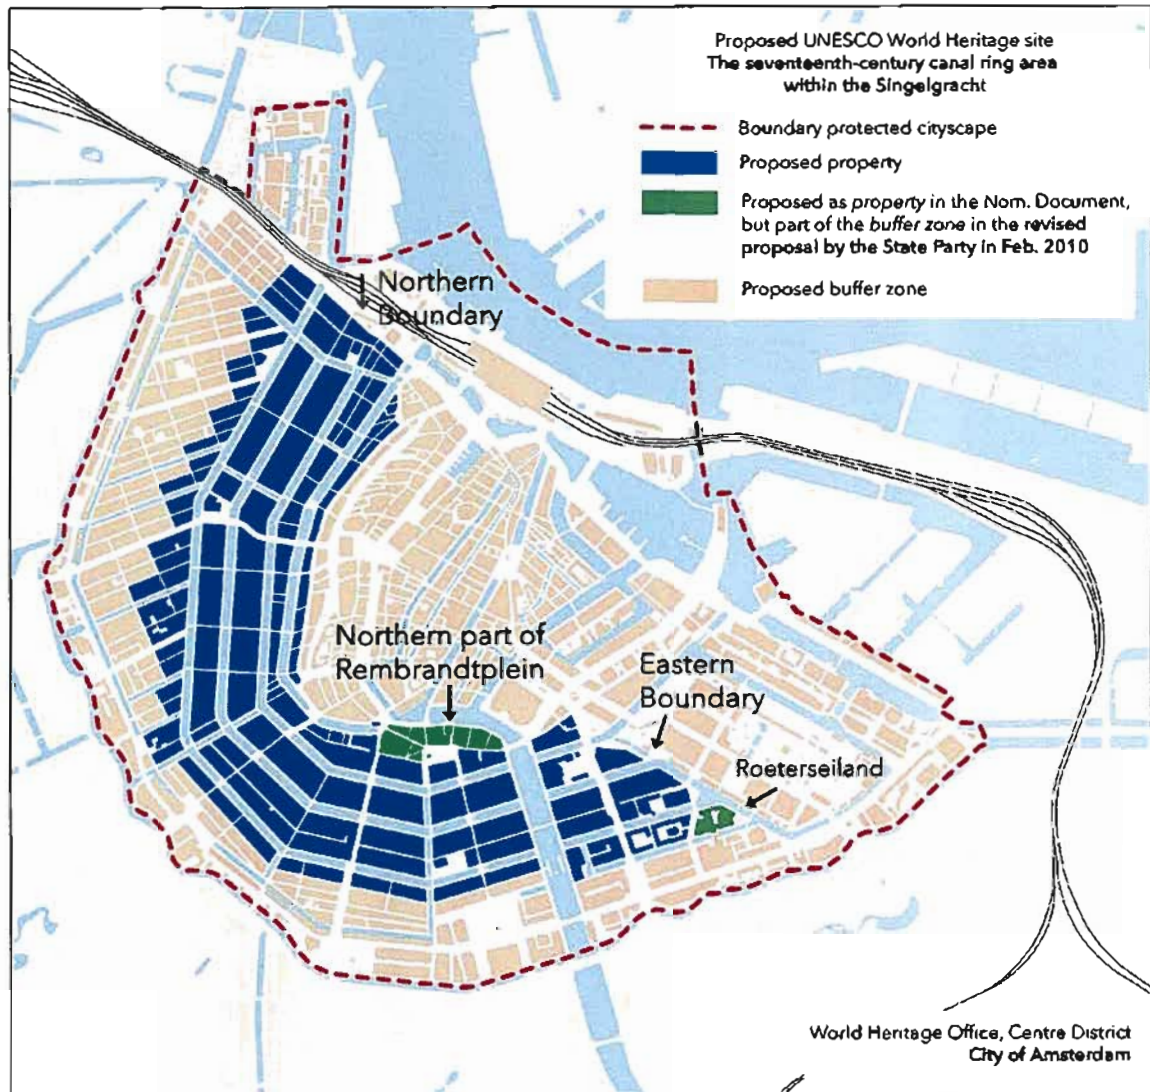 Proposed UNESCO World Heritage site
The seventeenth-century canal ring area
within the Singelgracht
Boundary protected cityscape
Proposed property
Proposed as property in the Nom. Document,
but part of the buffer zone in the revised
proposal by the State Party in Feb. 2010
Proposed buffer zone
Northern
Boundary
Northern part of
Rembrandtplein
Eastern
Boundary
Roeterseiland
World Heritage Office, Centre District
City of Amsterdam